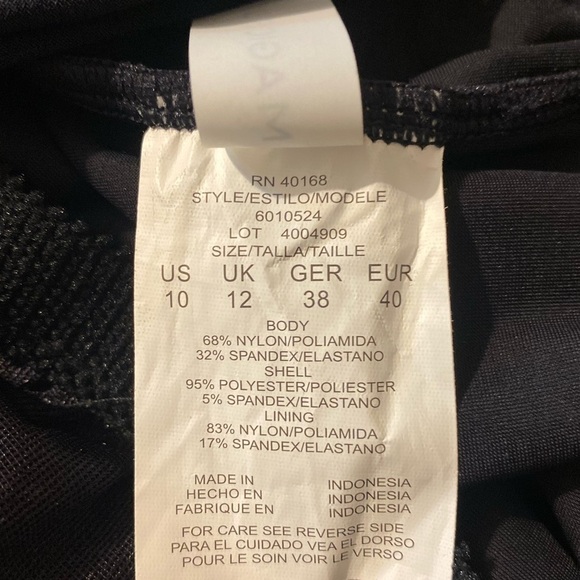 RN 40168
STYLE/ESTILO/MODELE
6010524
LOT 4004909
SIZE/TALLA/TAILLE
US UK GER EUR
10 12 38 40
BODY
68% NYLON/POLIAMIDA
32% SPANDEX/ELASTANO
SHELL
95% POLYESTER/POLIESTER
5% SPANDEX/ELASTANO
LINING
83% NYLON/POLIAMIDA
17% SPANDEX/ELASTANO
MADE IN INDONESIA
HECHO EN INDONESIA
FABRIQUE EN INDONESIA
FOR CARE SEE REVERSE SIDE
PARA EL CUIDADO VEA EL DORSO
POUR LE SOIN VOIR LE VERSO